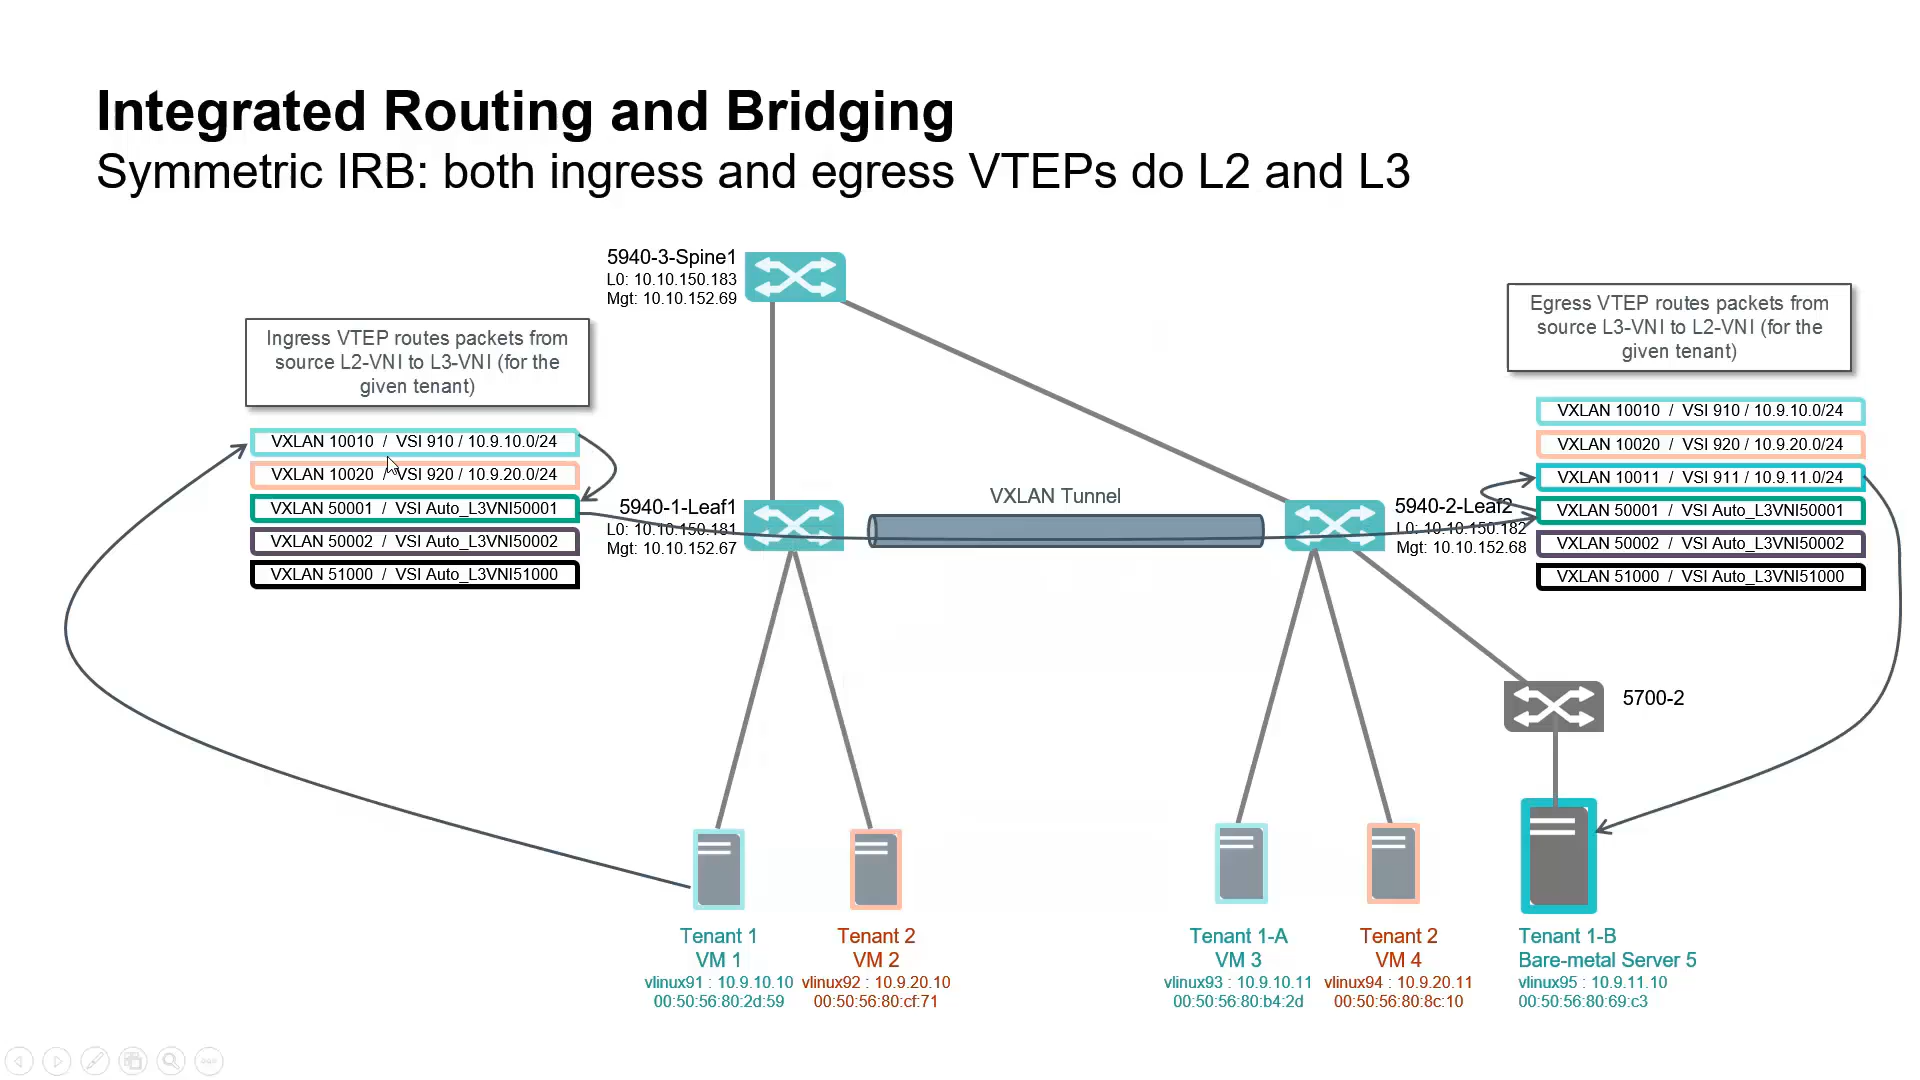 Integrated Routing and Bridging
Symmetric IRB: both ingress and egress VTEPs do L2 and L3
5940-3-Spine1
L0: 10.10.150.183
Mgt: 10.10.152.69
Ingress VTEP routes packets from
source L2-VNI to L3-VNI (for the
given tenant)
Egress VTEP routes packets from
source L3-VNI to L2-VNI (for the
given tenant)
VXLAN 10010 / VSI 910 / 10.9.10.0/24
VXLAN 10020 / VSI 920 / 10.9.20.0/24
VXLAN 50001 / VSI Auto_L3VNI50001
VXLAN 50002 / VSI Auto_L3VNI50002
VXLAN 51000 / VSI Auto_L3VNI51000
5940-1-Leaf1
L0: 10.10.150.181
Mgt: 10.10.152.67
VXLAN Tunnel
5940-2-Leaf2
L0: 10.10.150.182
Mgt: 10.10.152.68
VXLAN 10010 / VSI 910 / 10.9.10.0/24
VXLAN 10020 / VSI 920 / 10.9.20.0/24
VXLAN 10011 / VSI 911 / 10.9.11.0/24
VXLAN 50001 / VSI Auto_L3VNI50001
VXLAN 50002 / VSI Auto_L3VNI50002
VXLAN 51000 / VSI Auto_L3VNI51000
5700-2
Tenant 1
VM 1
vlinux91 : 10.9.10.10
00:50:56:80:2d:59
Tenant 2
VM 2
vlinux92 : 10.9.20.10
00:50:56:80:cf:71
Tenant 1-A
VM 3
vlinux93 : 10.9.10.11
00:50:56:80:b4:2d
Tenant 2
VM 4
vlinux94 : 10.9.20.11
00:50:56:80:8c:10
Tenant 1-B
Bare-metal Server 5
vlinux95 : 10.9.11.10
00:50:56:80:69:c3